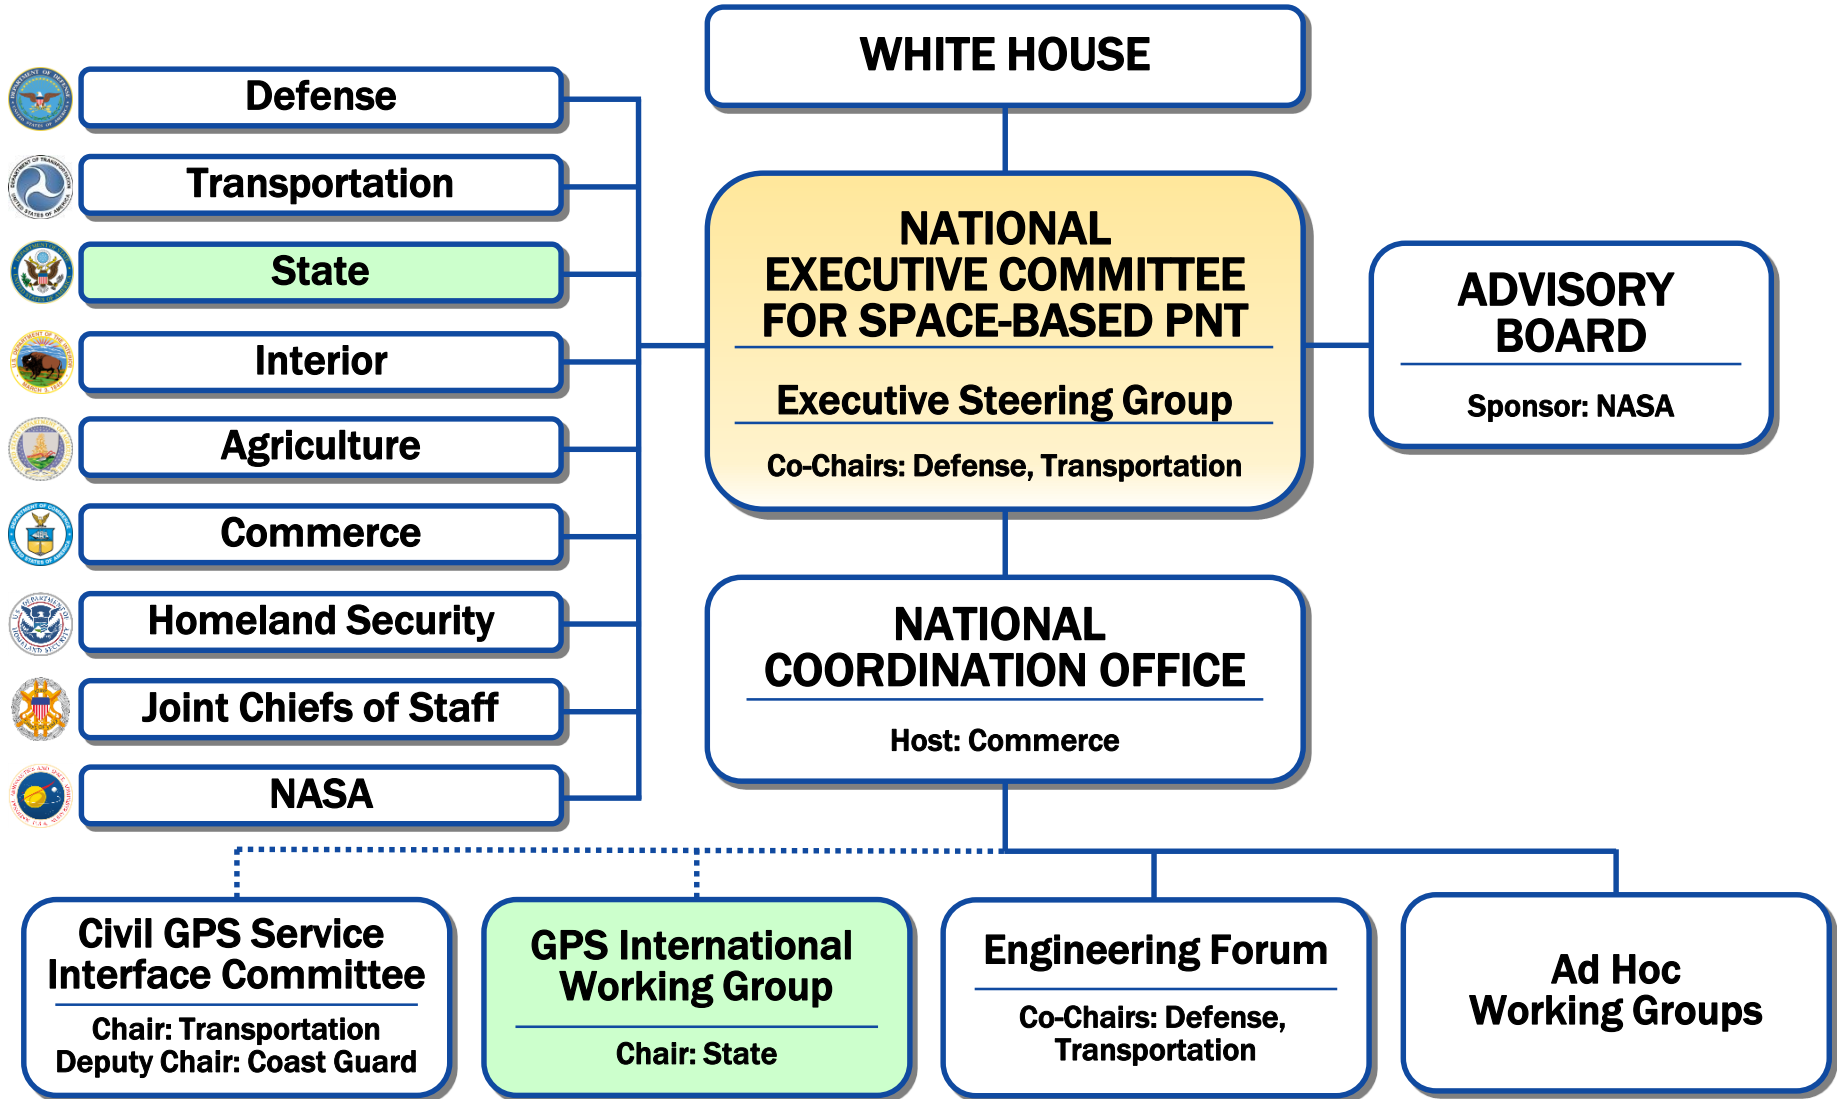 WHITE HOUSE
Defense
Transportation
State
Interior
Agriculture
Commerce
Homeland Security
Joint Chiefs of Staff
NASA
NATIONAL
EXECUTIVE COMMITTEE
FOR SPACE-BASED PNT
Executive Steering Group
Co-Chairs: Defense, Transportation
ADVISORY
BOARD
Sponsor: NASA
NATIONAL
COORDINATION OFFICE
Host: Commerce
Civil GPS Service
Interface Committee
Chair: Transportation
Deputy Chair: Coast Guard
GPS International
Working Group
Chair: State
Engineering Forum
Co-Chairs: Defense,
Transportation
Ad Hoc
Working Groups